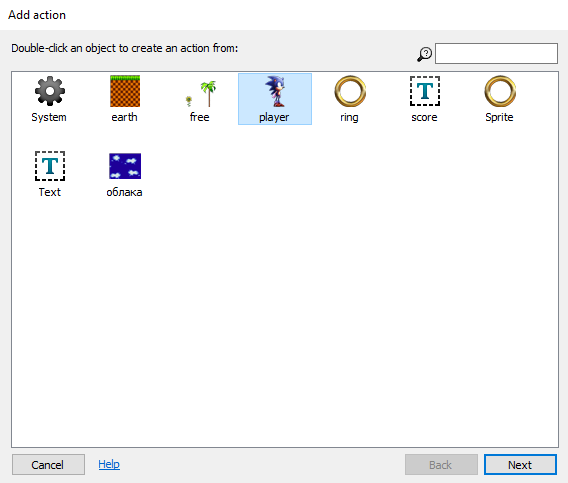 Add action
Double-click an object to create an action from:
System earth free player ring score Sprite
T
Text облака
Cancel Help Back Next